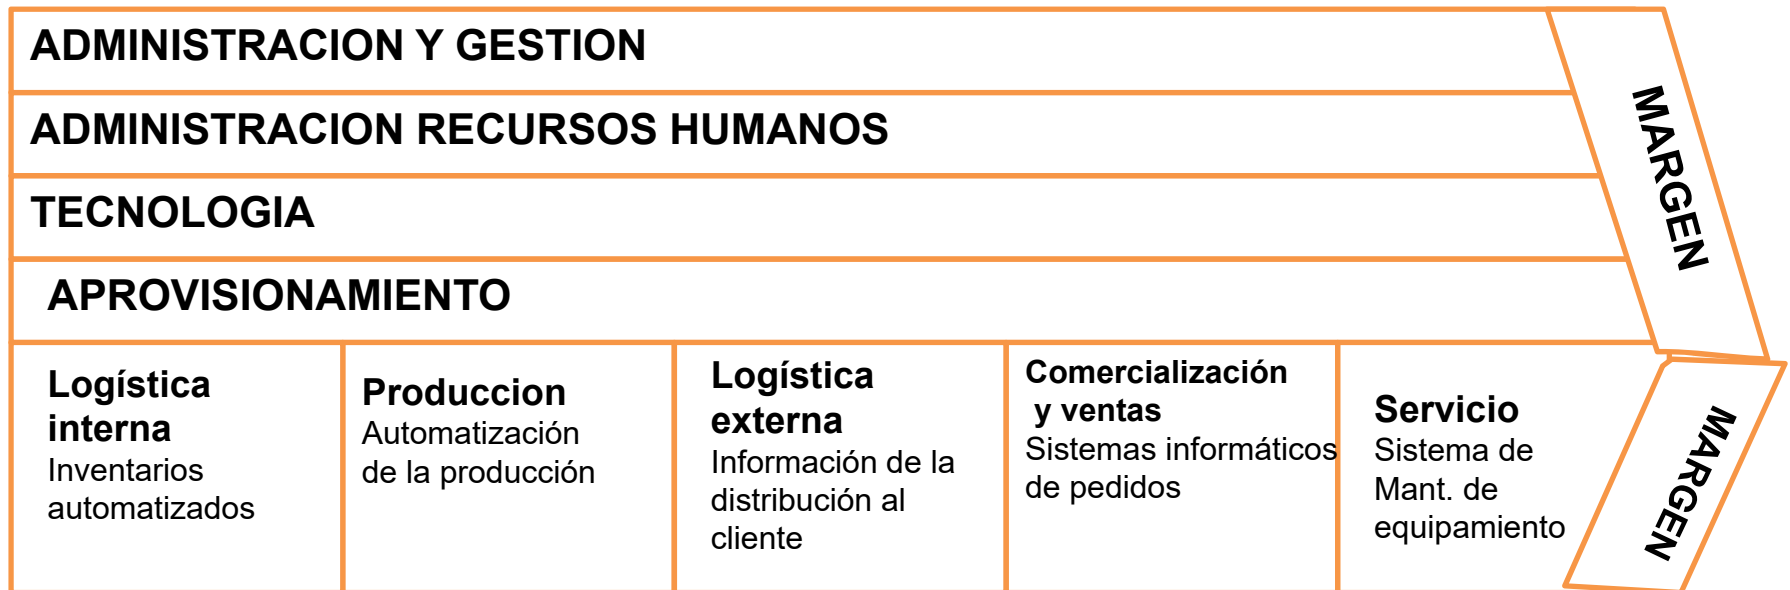 ADMINISTRACION Y GESTION
ADMINISTRACION RECURSOS HUMANOS
TECNOLOGIA
APROVISIONAMIENTO
MARGEN
Logística
interna
Inventarios
automatizados
Produccion
Automatización
de la producción
Logística
externa
Información de la
distribución al
cliente
Comercialización
y ventas
Sistemas informáticos
de pedidos
Servicio
Sistema de
Mant. de
equipamiento
MARGEN